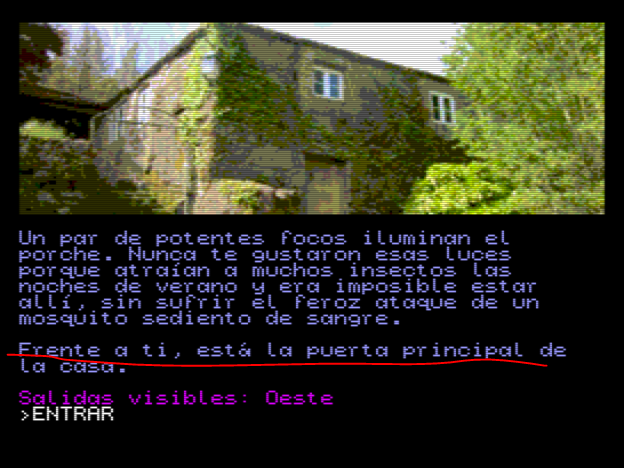 Un par de potentes focos iluminan el
porche. Nunca te gustaron esas luces
porque atraían a muchos insectos las
noches de verano y era imposible estar
allí, sin sufrir el feroz ataque de un
mosquito sediento de sangre.
Frente a ti, está la puerta principal de
la casa.
Salidas visibles: Oeste
>ENTRAR